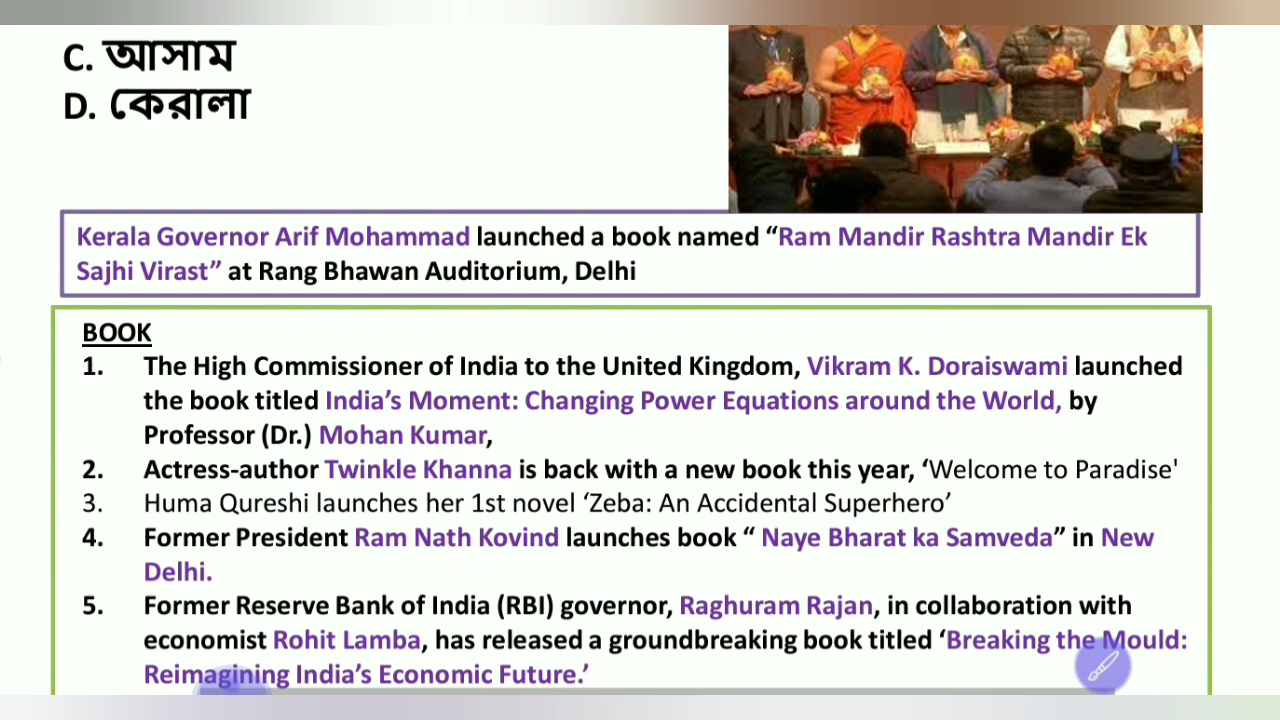 C. আসাম
D. কেরালা
Kerala Governor Arif Mohammad launched a book named “Ram Mandir Rashtra Mandir Ek
Sajhi Virast” at Rang Bhawan Auditorium, Delhi
BOOK
1. The High Commissioner of India to the United Kingdom, Vikram K. Doraiswami launched
the book titled India’s Moment: Changing Power Equations around the World, by
Professor (Dr.) Mohan Kumar,
2. Actress-author Twinkle Khanna is back with a new book this year, ‘Welcome to Paradise'
3. Huma Qureshi launches her 1st novel ‘Zeba: An Accidental Superhero’
4. Former President Ram Nath Kovind launches book “ Naye Bharat ka Samveda” in New
Delhi.
5. Former Reserve Bank of India (RBI) governor, Raghuram Rajan, in collaboration with
economist Rohit Lamba, has released a groundbreaking book titled ‘Breaking the Mould:
Reimagining India’s Economic Future.’